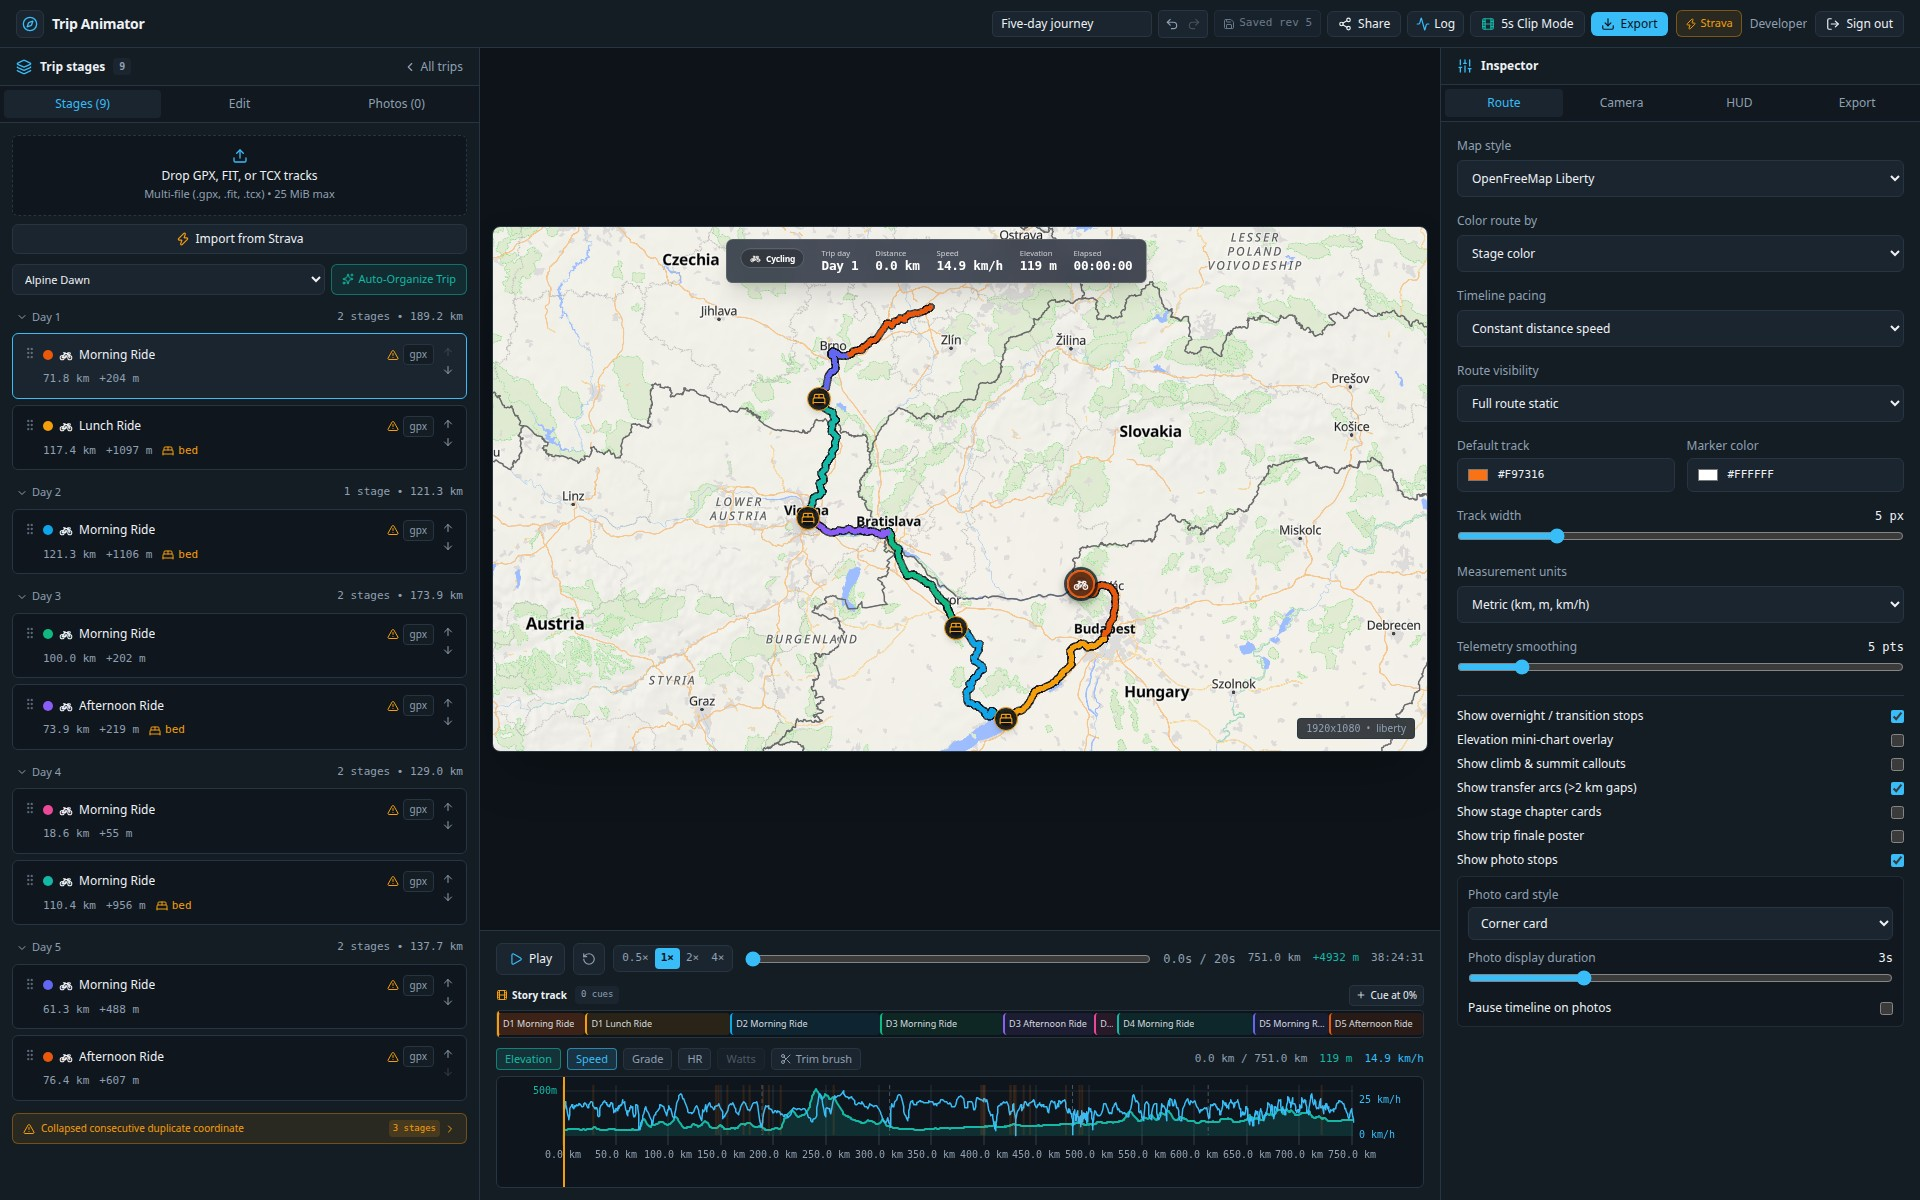 Trip Animator
Five-day journey
Saved rev 5
Share
Log
5s Clip Mode
Export
Strava
Developer
Sign out
Trip stages 9
All trips
Stages (9)
Edit
Photos (0)
Drop GPX, FIT, or TCX tracks
Multi-file (.gpx, .fit, .tcx) • 25 MiB max
Import from Strava
Alpine Dawn
Auto-Organize Trip
Day 1
2 stages • 189.2 km
Morning Ride
gpx
71.8 km +204 m
Lunch Ride
gpx
117.4 km +1097 m bed
Day 2
1 stage • 121.3 km
Morning Ride
gpx
121.3 km +1106 m bed
Day 3
2 stages • 173.9 km
Morning Ride
gpx
100.0 km +202 m
Afternoon Ride
gpx
73.9 km +219 m bed
Day 4
2 stages • 129.0 km
Morning Ride
gpx
18.6 km +55 m
Morning Ride
gpx
110.4 km +956 m bed
Day 5
2 stages • 137.7 km
Morning Ride
gpx
61.3 km +488 m
Afternoon Ride
gpx
76.4 km +607 m
Collapsed consecutive duplicate coordinate
3 stages
Cycling
Trip day
Day 1
Distance
0.0 km
Speed
14.9 km/h
Elevation
119 m
Elapsed
00:00:00
Ostrava
LESSER
POLAND
VOIVODESHIP
Czechia
Jihlava
Brno
Zlín
Žilina
Prešov
Košice
Slovakia
Linz
LOWER
AUSTRIA
Bratislava
Miskolc
Austria
BURGENLAND
Budapest
Debrecen
STYRIA
Graz
Hungary
Szolnok
1920x1080 • liberty
Play
0.5×
1×
2×
4×
0.0s / 20s
751.0 km
+4932 m
38:24:31
Story track
0 cues
+ Cue at 0%
D1 Morning Ride
D1 Lunch Ride
D2 Morning Ride
D3 Morning Ride
D3 Afternoon Ride
D...
D4 Morning Ride
D5 Morning R...
D5 Afternoon Ride
Elevation
Speed
Grade
HR
Watts
Trim brush
0.0 km / 751.0 km
119 m
14.9 km/h
500m
25 km/h
0 km/h
0.0 km
50.0 km
100.0 km
150.0 km
200.0 km
250.0 km
300.0 km
350.0 km
400.0 km
450.0 km
500.0 km
550.0 km
600.0 km
650.0 km
700.0 km
750.0 km
Inspector
Route
Camera
HUD
Export
Map style
OpenFreeMap Liberty
Color route by
Stage color
Timeline pacing
Constant distance speed
Route visibility
Full route static
Default track
#F97316
Marker color
#FFFFFF
Track width
5 px
Measurement units
Metric (km, m, km/h)
Telemetry smoothing
5 pts
Show overnight / transition stops
Elevation mini-chart overlay
Show climb & summit callouts
Show transfer arcs (>2 km gaps)
Show stage chapter cards
Show trip finale poster
Show photo stops
Photo card style
Corner card
Photo display duration
3s
Pause timeline on photos